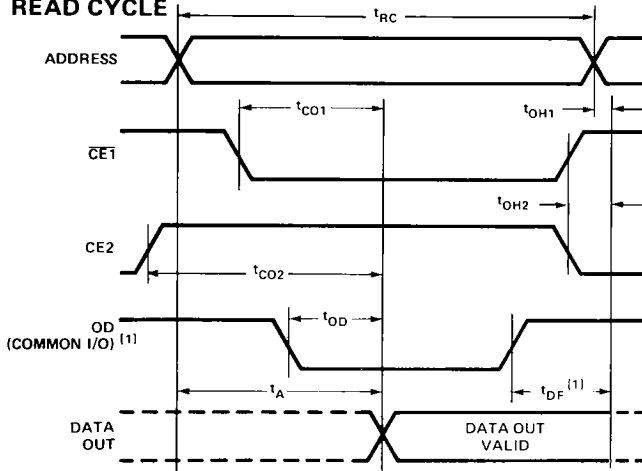 READ CYCLE
tRC
ADDRESS
tCO1
tOH1
CE1
tOH2
CE2
tCO2
OD
(COMMON I/O) [1]
tOD
tA
tDF [1]
DATA
OUT
DATA OUT
VALID